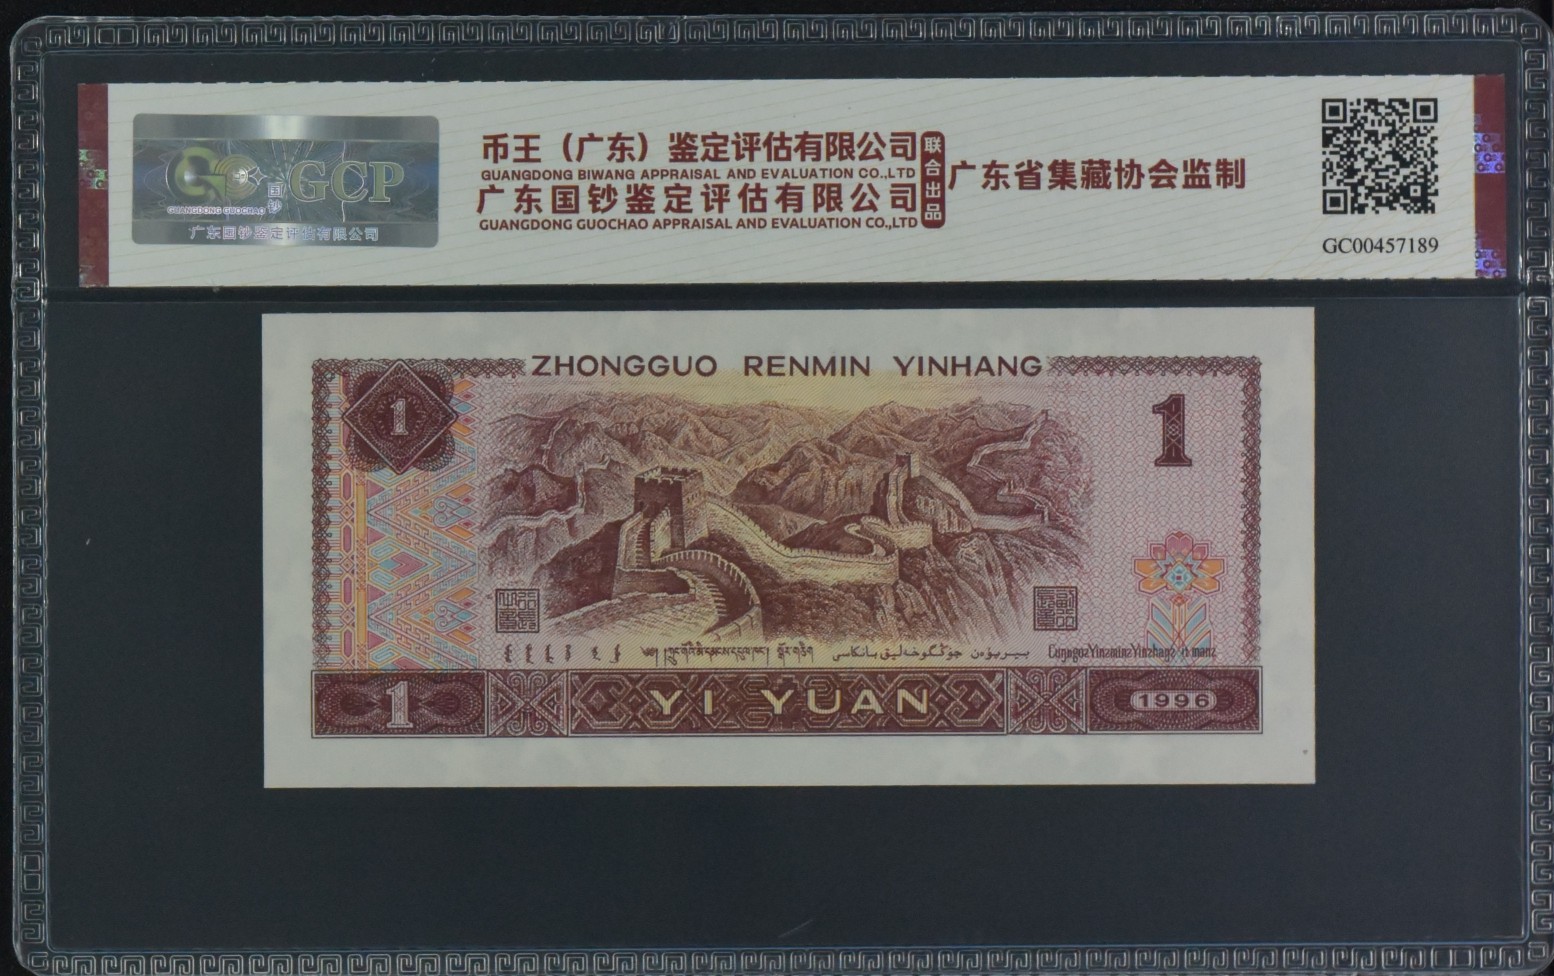 GCP
国钞
GUANGDONG GUOCHAO
广东国钞鉴定评估有限公司
币王（广东）鉴定评估有限公司
GUANGDONG BIWANG APPRAISAL AND EVALUATION CO.,LTD
广东国钞鉴定评估有限公司
GUANGDONG GUOCHAO APPRAISAL AND EVALUATION CO.,LTD
联合出品
广东省集藏协会监制
GC00457189
ZHONGGUO RENMIN YINHANG
1
1
1
YI YUAN
1996